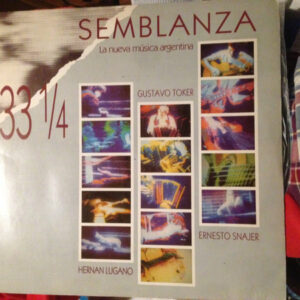 SEMBLANZA
La nueva música argentina
33 1/4
GUSTAVO TOKER
ERNESTO SNAJER
HERNAN LUGANO